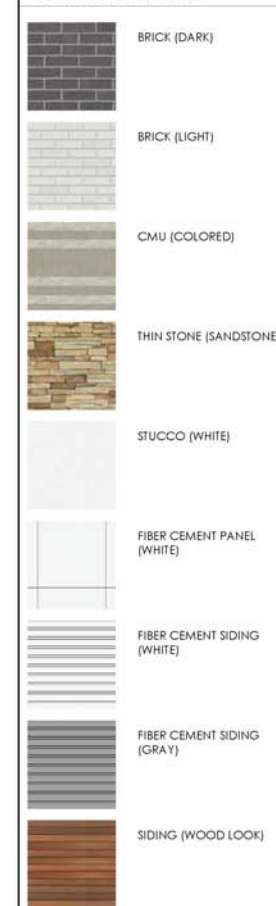 BRICK (DARK)
BRICK (LIGHT)
CMU (COLORED)
THIN STONE (SANDSTONE
STUCCO (WHITE)
FIBER CEMENT PANEL
(WHITE)
FIBER CEMENT SIDING
(WHITE)
FIBER CEMENT SIDING
(GRAY)
SIDING (WOOD LOOK)